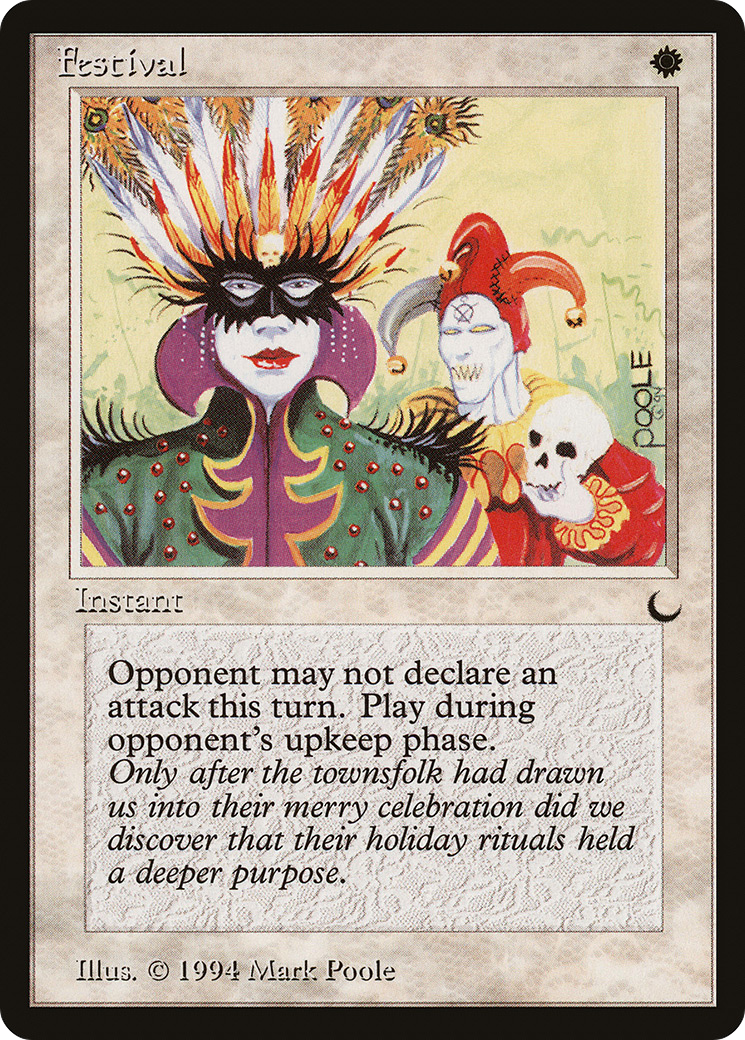 Festival
POOLE
©94
Instant
Opponent may not declare an
attack this turn. Play during
opponent's upkeep phase.
Only after the townsfolk had drawn
us into their merry celebration did we
discover that their holiday rituals held
a deeper purpose.
Illus. © 1994 Mark Poole